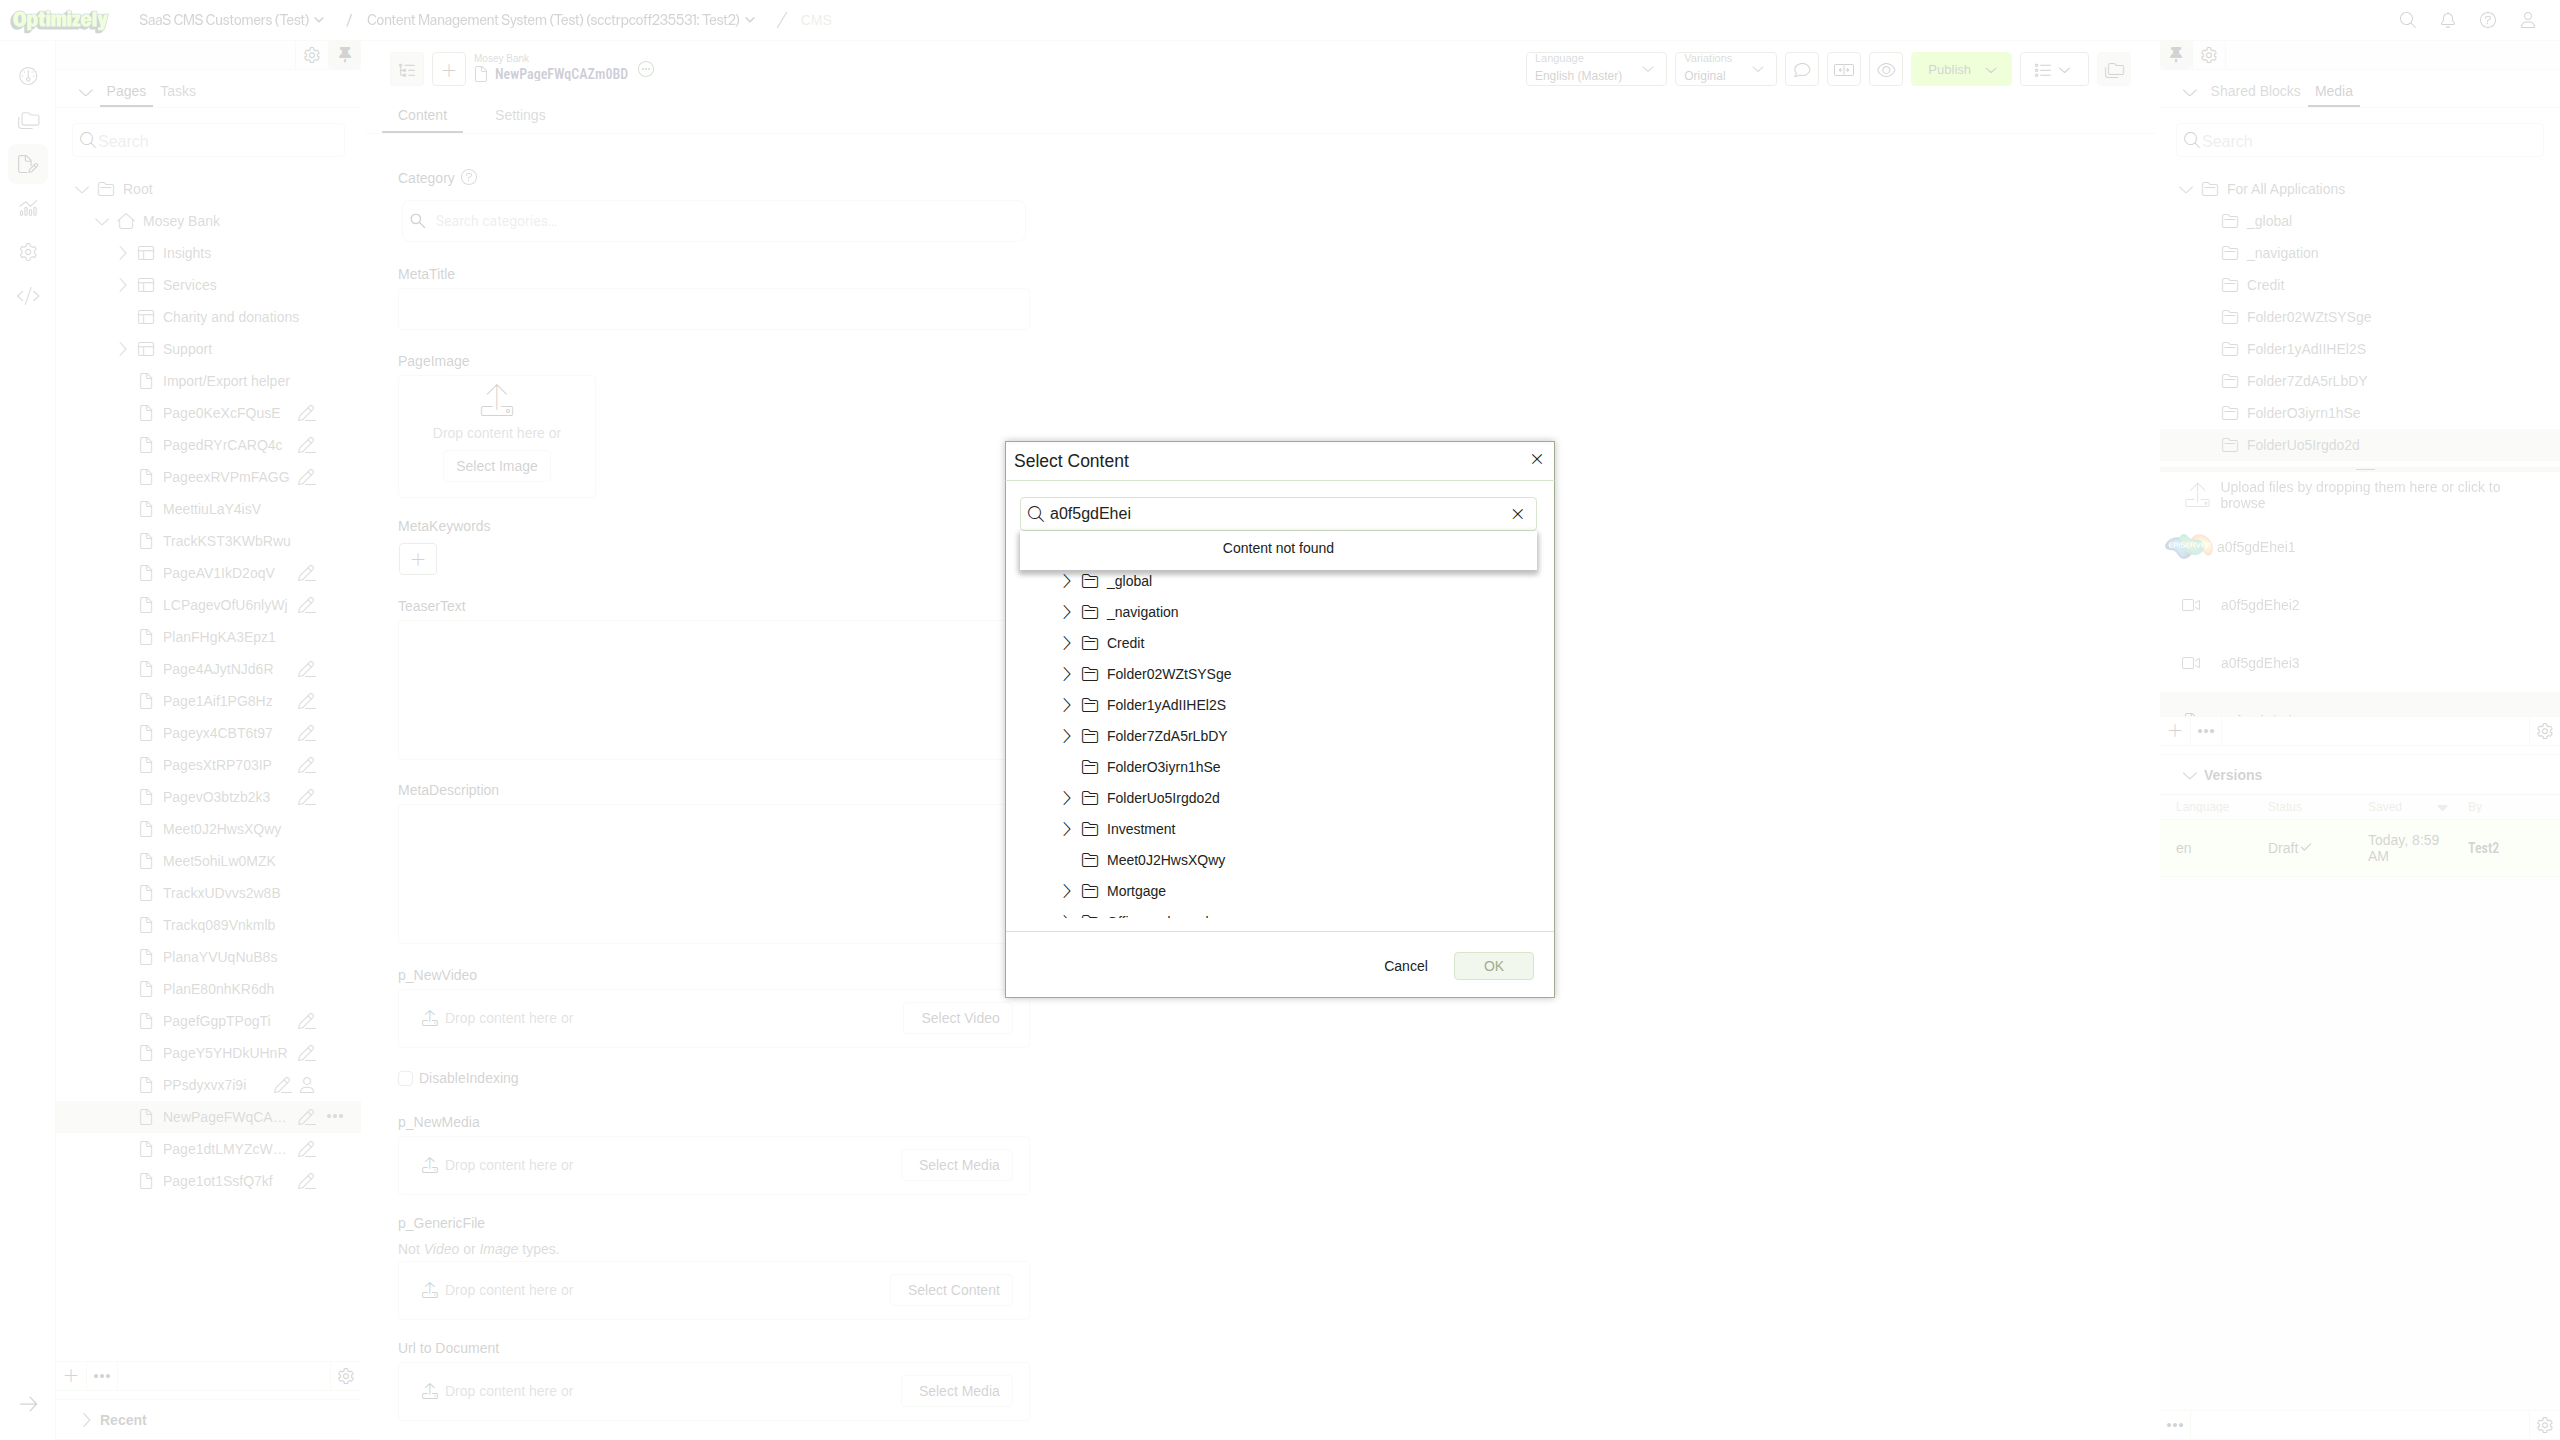 Optimizely
SaaS CMS Customers (Test)
/
Content Management System (Test) (scctrpcoff235531: Test2)
/
CMS
Pages
Tasks
Search
Root
Mosey Bank
Insights
Services
Charity and donations
Support
Import/Export helper
Page0KeXcFQusE
PagedRYrCARQ4c
PageexRVPmFAGG
MeettiuLaY4isV
TrackKST3KWbRwu
PageAV1IkD2oqV
LCPagevOfU6nlyWj
PlanFHgKA3Epz1
Page4AJytNJd6R
Page1Aif1PG8Hz
Pageyx4CBT6t97
PagesXtRP703IP
PagevO3btzb2k3
Meet0J2HwsXQwy
Meet5ohiLw0MZK
TrackxUDvvs2w8B
Trackq089Vnkmlb
PlanaYVUqNuB8s
PlanE80nhKR6dh
PagefGgpTPogTi
PageY5YHDkUHnR
PPsdyxvx7i9i
NewPageFWqCA...
Page1dtLMYZcW...
Page1ot1SsfQ7kf
Recent
Mosey Bank
NewPageFWqCAZm0BD
Language
English (Master)
Variations
Original
Publish
Content
Settings
Category
Search categories...
MetaTitle
PageImage
Drop content here or
Select Image
MetaKeywords
TeaserText
MetaDescription
p_NewVideo
Drop content here or
Select Video
DisableIndexing
p_NewMedia
Drop content here or
Select Media
p_GenericFile
Not Video or Image types.
Drop content here or
Select Content
Url to Document
Drop content here or
Select Media
Select Content
a0f5gdEhei
Content not found
_global
_navigation
Credit
Folder02WZtSYSge
Folder1yAdIIHEl2S
Folder7ZdA5rLbDY
FolderO3iyrn1hSe
FolderUo5Irgdo2d
Investment
Meet0J2HwsXQwy
Mortgage
Cancel
OK
Shared Blocks
Media
Search
For All Applications
_global
_navigation
Credit
Folder02WZtSYSge
Folder1yAdIIHEl2S
Folder7ZdA5rLbDY
FolderO3iyrn1hSe
FolderUo5Irgdo2d
Upload files by dropping them here or click to
browse
a0f5gdEhei1
a0f5gdEhei2
a0f5gdEhei3
Versions
Language
Status
Saved
By
en
Draft
Today, 8:59
AM
Test2